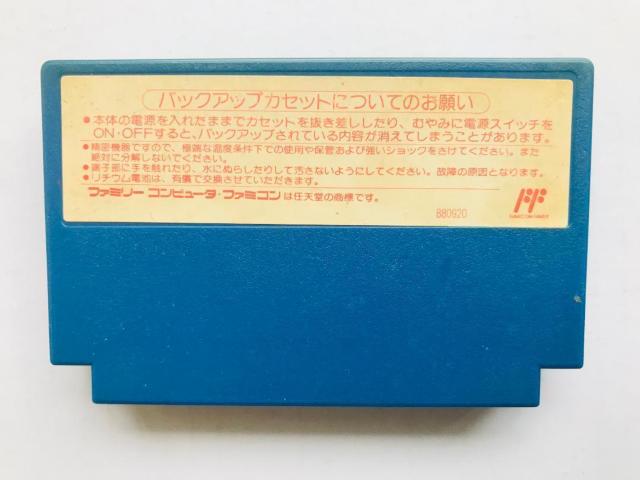 バックアップカセットについてのお願い
●本体の電源を入れたままでカセットを抜き差ししたり、むやみに電源スイッチを
ON・OFFすると、バックアップされている内容が消えてしまうことがあります。
●精密機器ですので、極端な温度条件下での使用や保管および強いショックをさけてください。また
絶対に分解しないでください。
●端子部に手を触れたり、水にぬらしたりして汚さないようにしてください。故障の原因となります。
●リチウム電池は、有償で交換させていただきます。
ファミリーコンピュータ・ファミコンは任天堂の商標です。
880920
FF